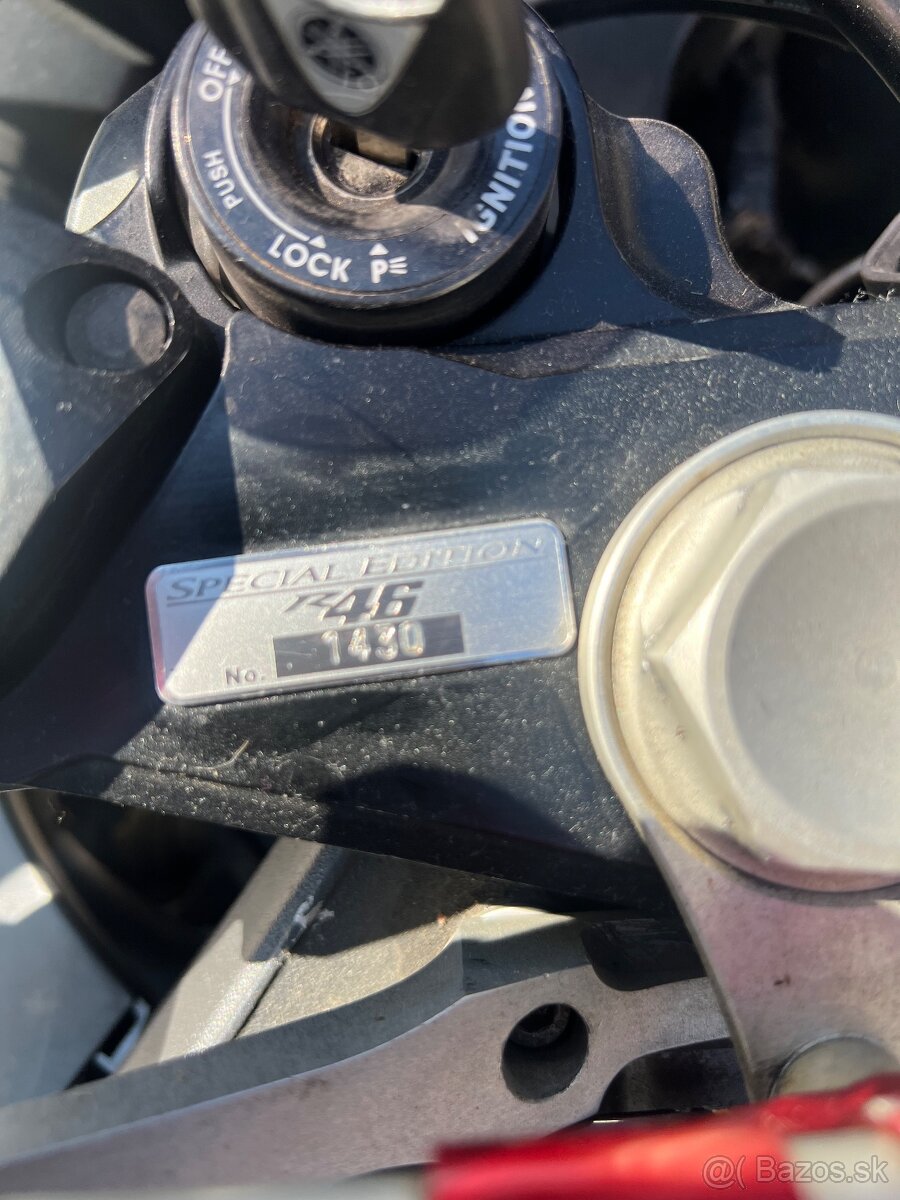 OFF
PUSH
LOCK
P
IGNITION
SPECIAL EDITION
R46
No. 1430
@( Bazos.sk